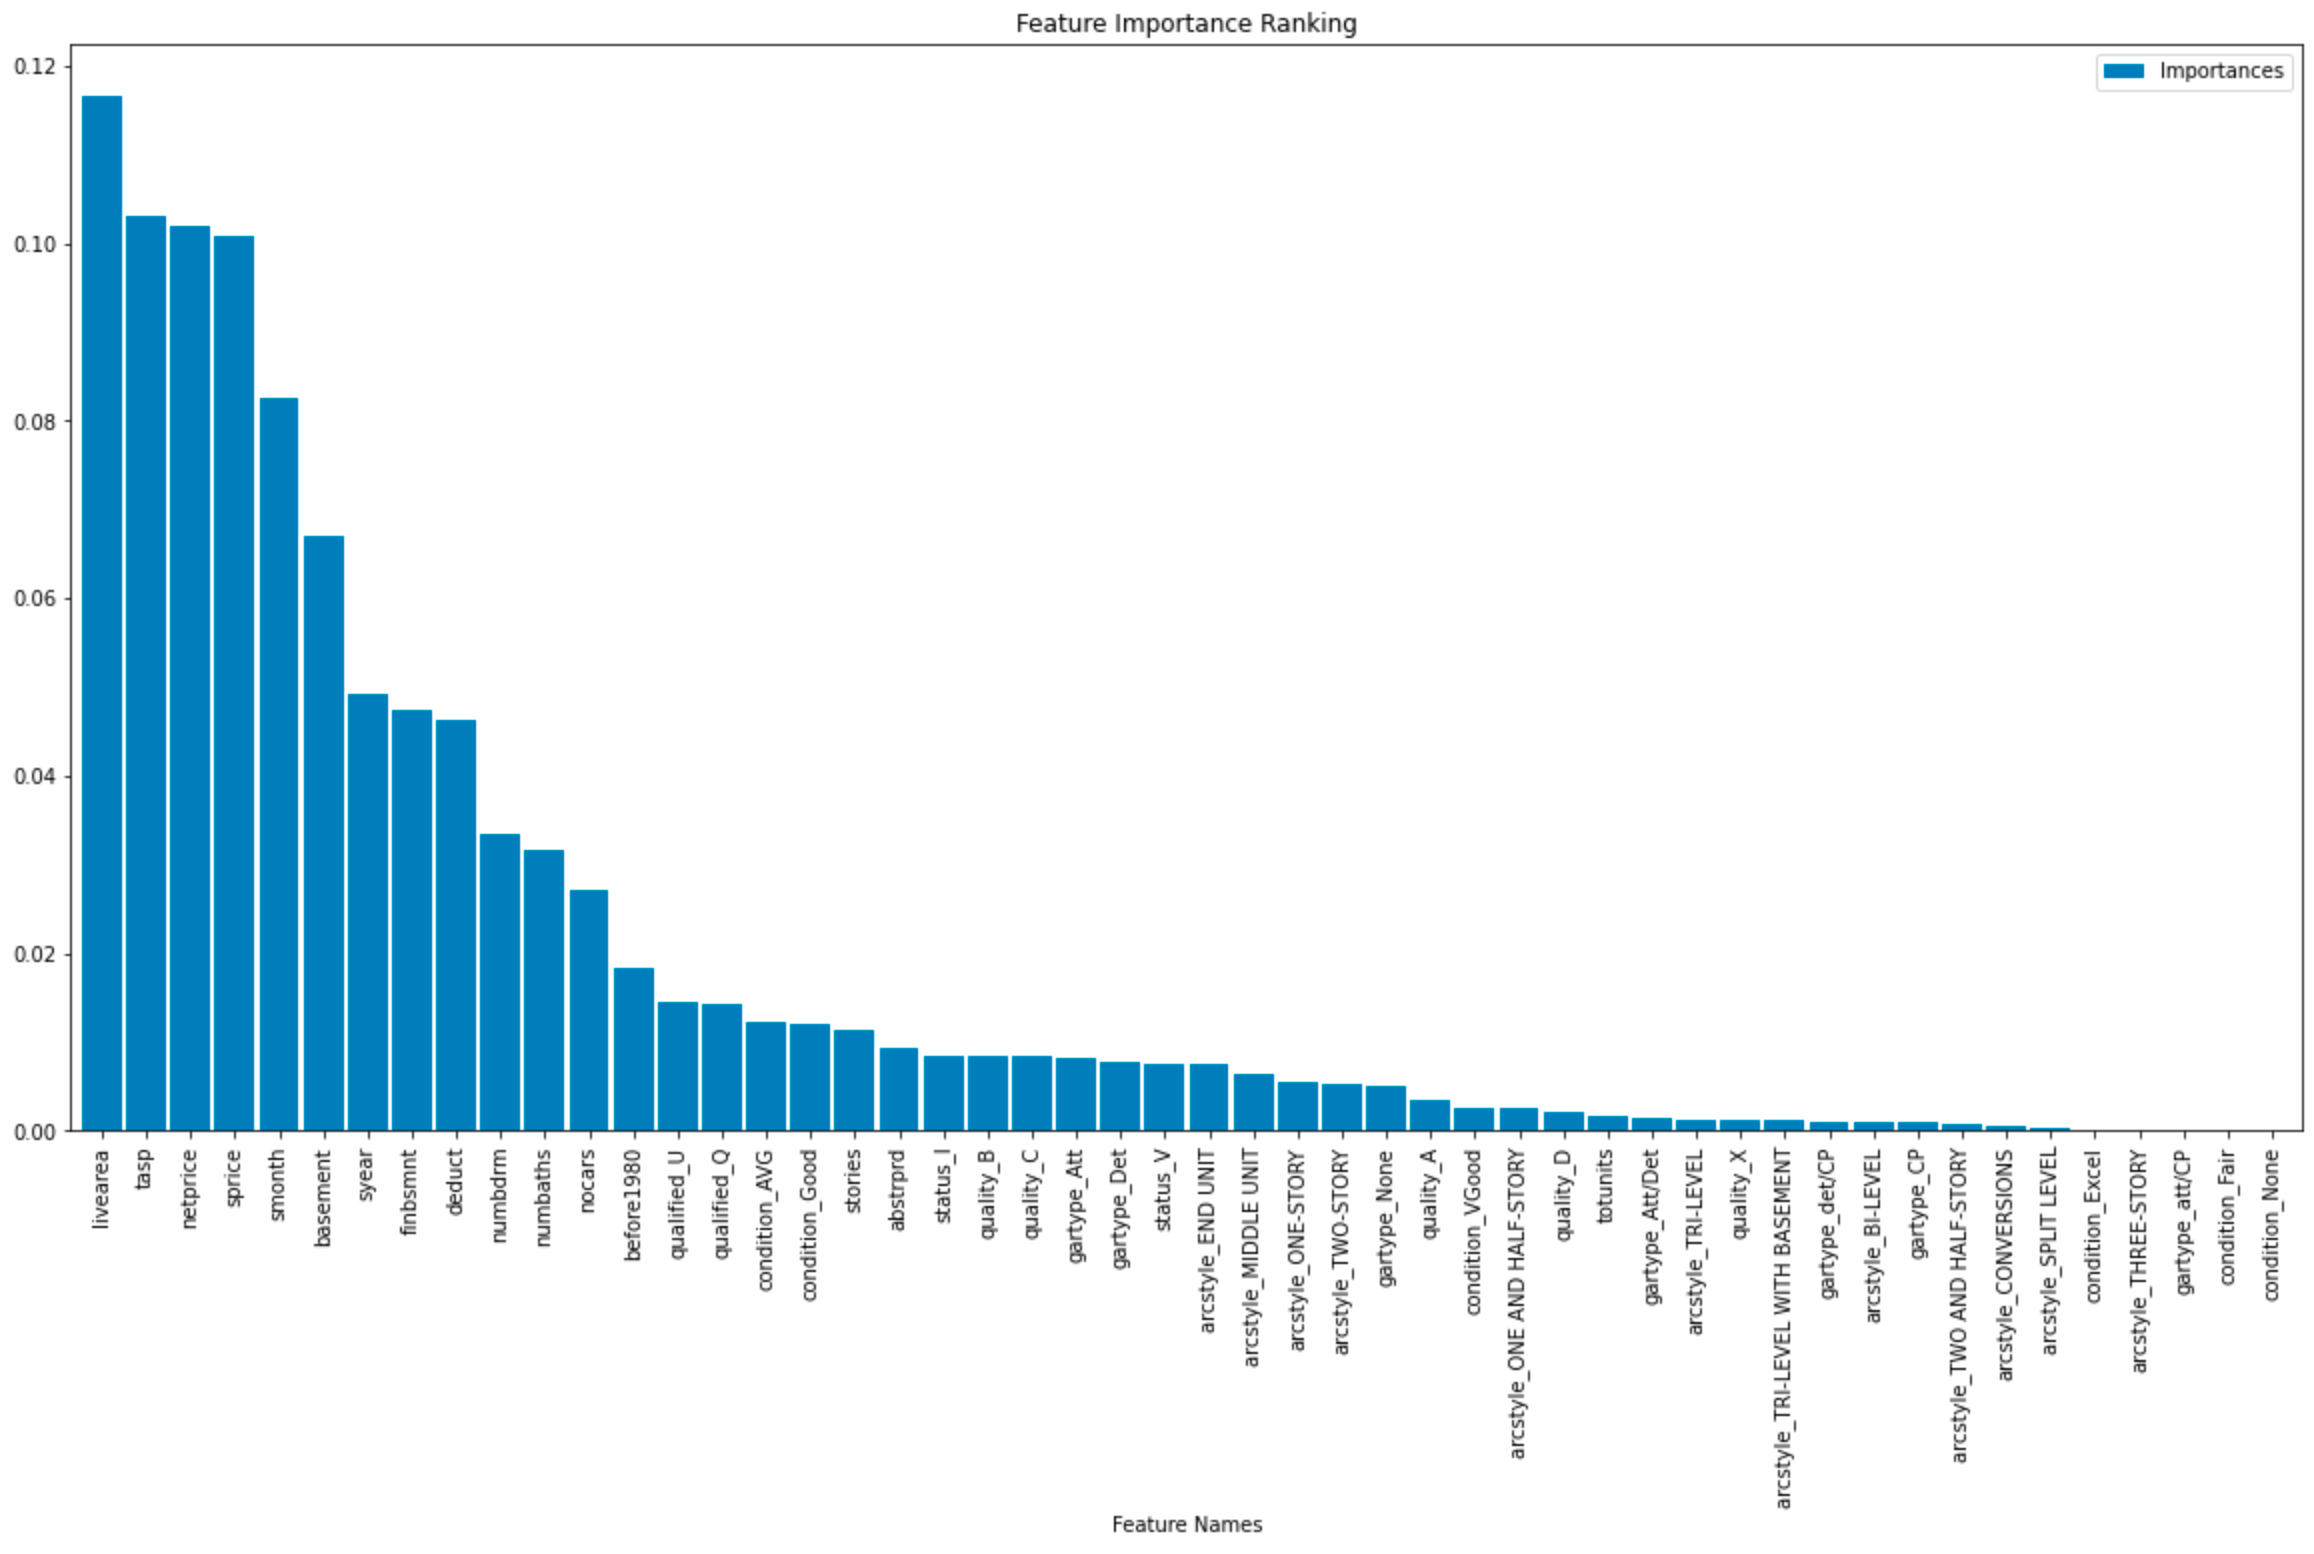 Feature Importance Ranking
Importances
0.12
0.10
0.08
0.06
0.04
0.02
0.00
livearea
tasp
netprice
sprice
smonth
basement
syear
finbsmnt
deduct
numbdrm
numbaths
nocars
before1980
qualified_U
qualified_Q
condition_AVG
condition_Good
stories
abstrprd
status_I
quality_B
quality_C
gartype_Att
gartype_Det
status_V
arcstyle_END UNIT
arcstyle_MIDDLE UNIT
arcstyle_ONE-STORY
arcstyle_TWO-STORY
gartype_None
quality_A
condition_VGood
arcstyle_ONE AND HALF-STORY
quality_D
totunits
gartype_Att/Det
arcstyle_TRI-LEVEL
quality_X
arcstyle_TRI-LEVEL WITH BASEMENT
gartype_det/CP
arcstyle_BI-LEVEL
gartype_CP
arcstyle_TWO AND HALF-STORY
arcstyle_CONVERSIONS
arcstyle_SPLIT LEVEL
condition_Excel
arcstyle_THREE-STORY
gartype_att/CP
condition_Fair
condition_None
Feature Names